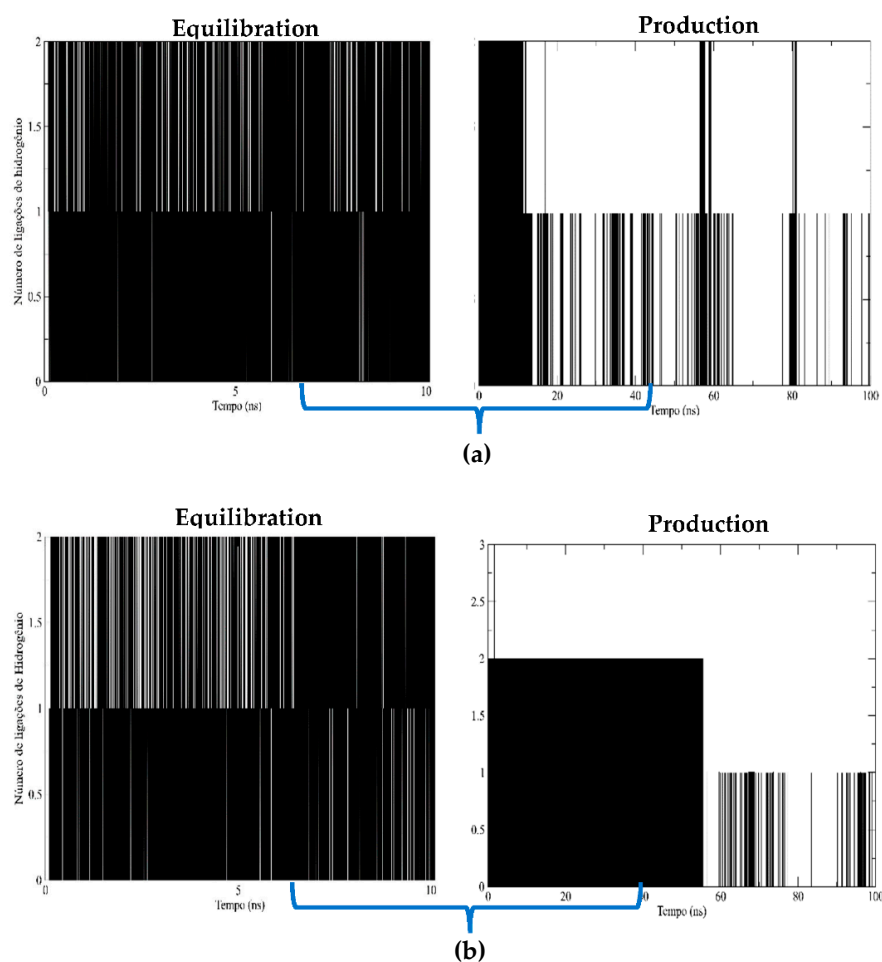 Equilibration
Production
2
1.5
1
0.5
0
Número de ligações de hidrogênio
0 5 10
Tempo (ns)
0 20 40 60 80 100
Tempo (ns)
(a)
Equilibration
Production
2
1.5
1
0.5
0
Número de ligações de Hidrogênio
0 5 10
Tempo (ns)
3
2.5
2
1.5
1
0.5
0
0 20 40 60 80 100
Tempo (ns)
(b)